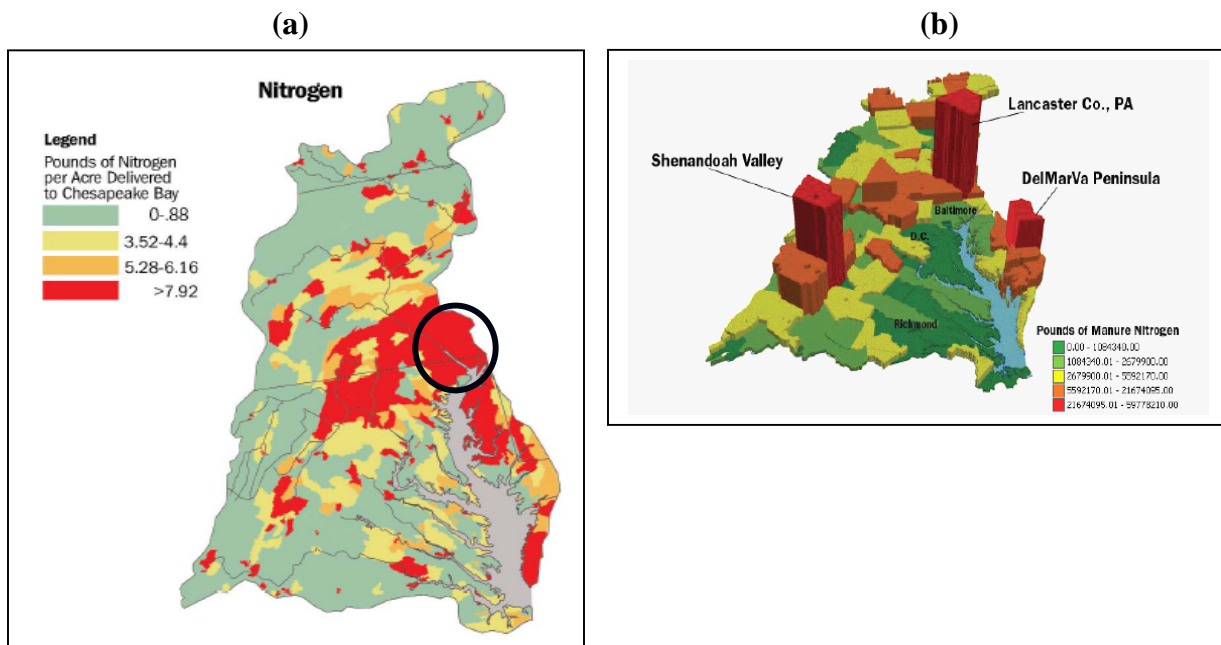 (a)
Nitrogen
Legend
Pounds of Nitrogen
per Acre Delivered
to Chesapeake Bay
0-.88
3.52-4.4
5.28-6.16
>7.92
(b)
Lancaster Co., PA
Shenandoah Valley
DelMarVa Peninsula
Baltimore
D.C.
Richmond
Pounds of Manure Nitrogen
0.00 - 1084340.00
1084340.01 - 2679900.00
2679900.01 - 5592170.00
5592170.01 - 21674095.00
21674095.01 - 59778210.00